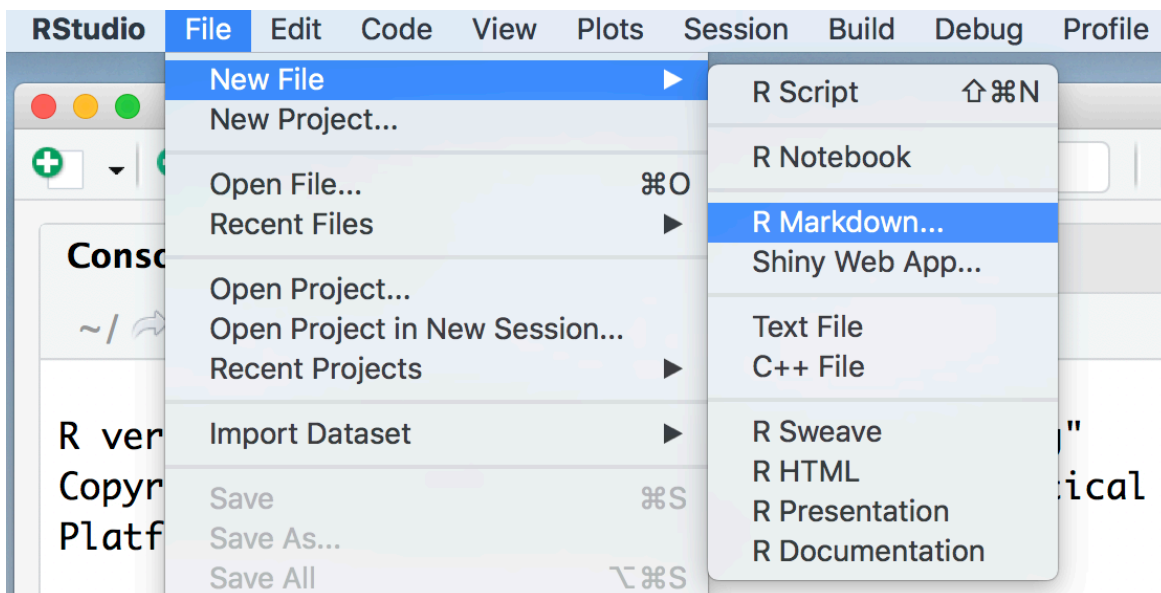 RStudio File Edit Code View Plots Session Build Debug Profile
New File ▶
New Project...
Open File... ⌘O
Recent Files ▶
Open Project...
Open Project in New Session...
Recent Projects ▶
Import Dataset ▶
Save ⌘S
Save As...
Save All ⌥⌘S
R Script ⇧⌘N
R Notebook
R Markdown...
Shiny Web App...
Text File
C++ File
R Sweave
R HTML
R Presentation
R Documentation
Consc
~/
R ver
Copyr
Platf
g"
tical